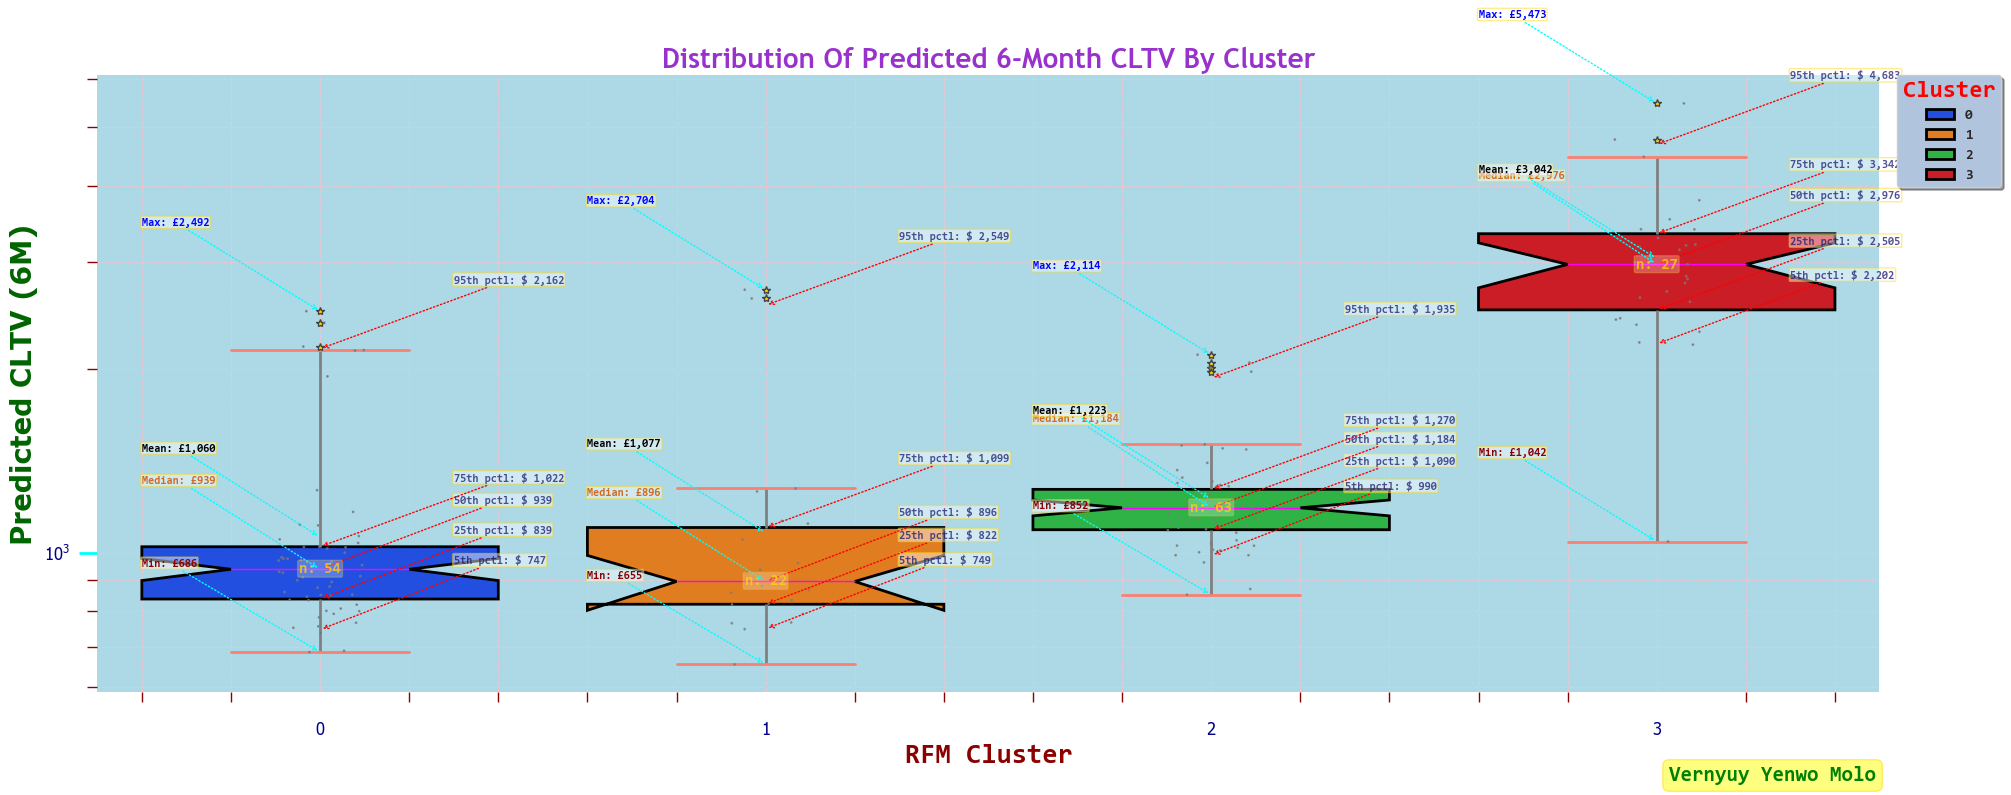 Max: £5,473
Distribution Of Predicted 6-Month CLTV By Cluster
95th pctl: $ 4,683
Cluster
0
1
2
3
75th pctl: $ 3,342
Mean: £3,042
Median: £2,976
50th pctl: $ 2,976
Max: £2,704
Max: £2,492
95th pctl: $ 2,549
25th pctl: $ 2,505
Max: £2,114
n: 27
5th pctl: $ 2,202
95th pctl: $ 2,162
95th pctl: $ 1,935
Predicted CLTV (6M)
Mean: £1,223
Median: £1,184
75th pctl: $ 1,270
50th pctl: $ 1,184
Mean: £1,060
Mean: £1,077
Min: £1,042
75th pctl: $ 1,099
25th pctl: $ 1,090
Median: £939
75th pctl: $ 1,022
Median: £896
5th pctl: $ 990
50th pctl: $ 939
Min: £852
n: 63
50th pctl: $ 896
25th pctl: $ 839
25th pctl: $ 822
10³
Min: £686
n: 54
5th pctl: $ 747
5th pctl: $ 749
Min: £655
n: 22
0
1
2
3
RFM Cluster
Vernyuy Yenwo Molo